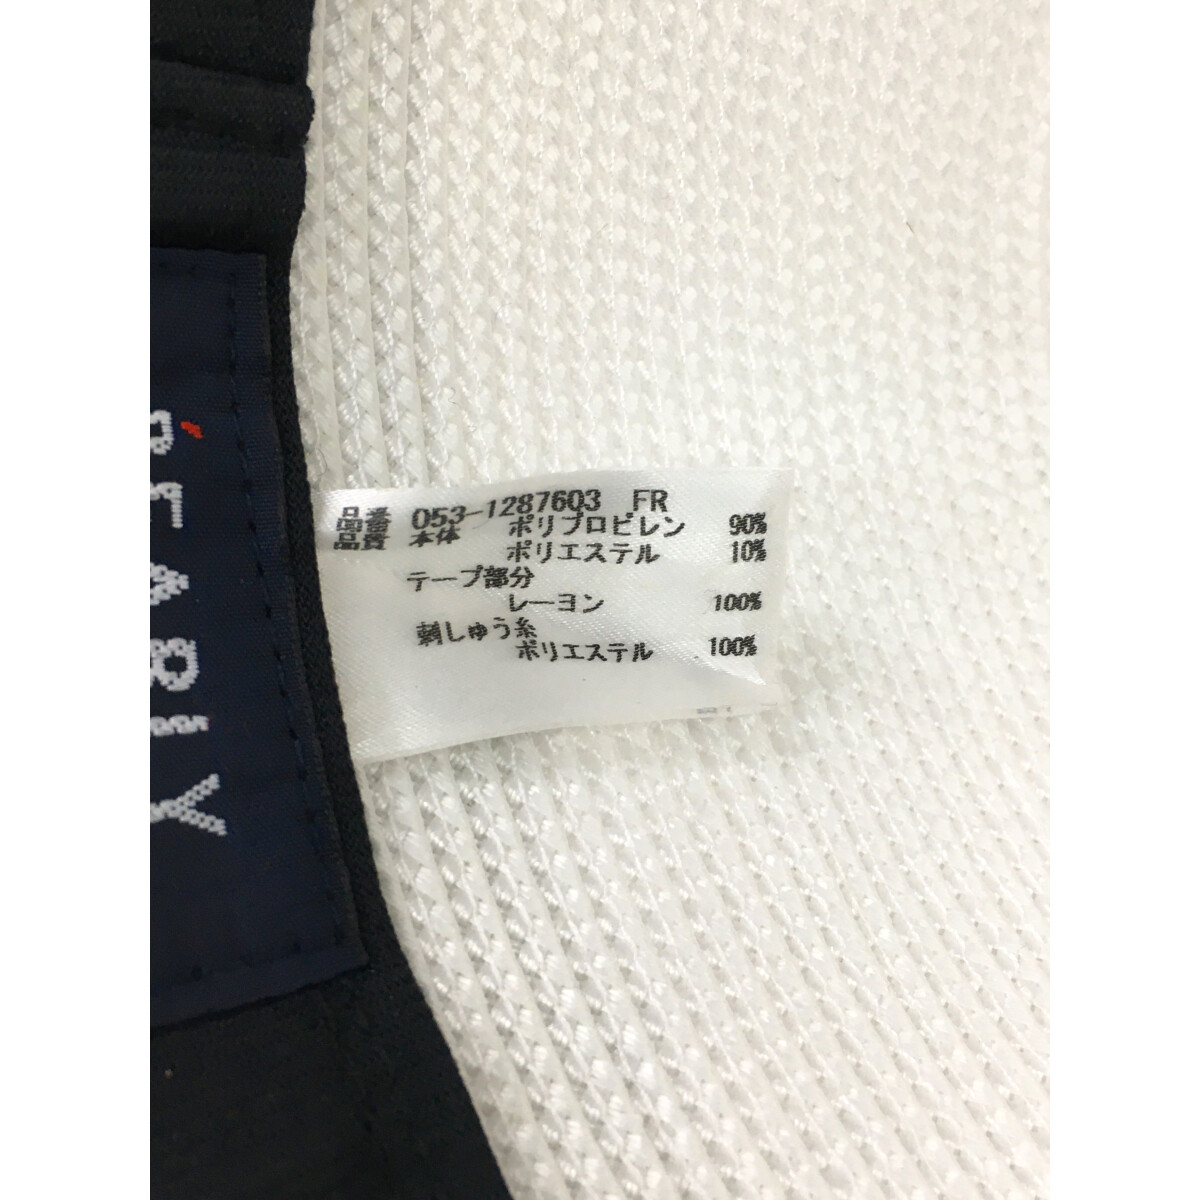 品番 053-1287603 FR
品質 本体 ポリプロピレン 90%
ポリエステル 10%
テープ部分
レーヨン 100%
刺しゅう糸
ポリエステル 100%
PEARLY